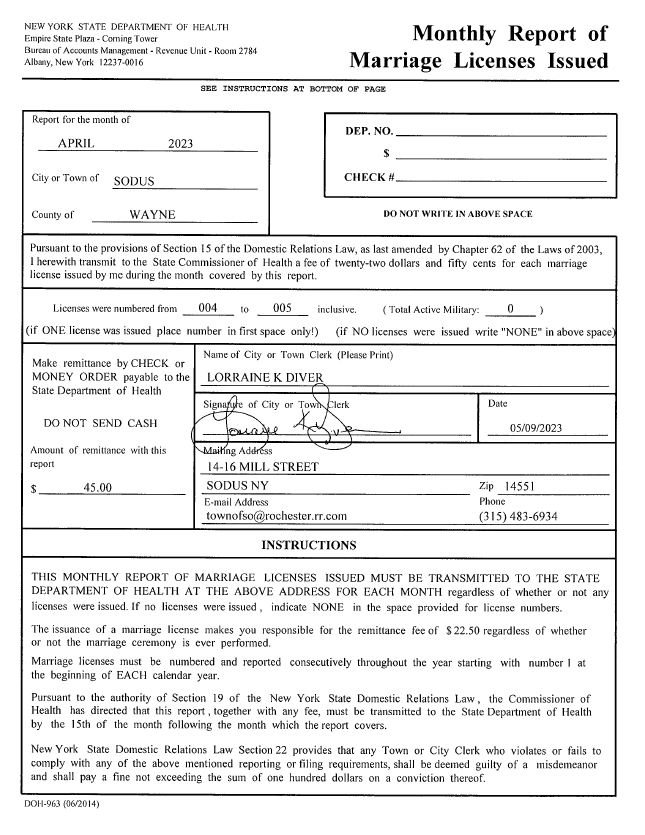 NEW YORK STATE DEPARTMENT OF HEALTH
Empire State Plaza - Corning Tower
Bureau of Accounts Management - Revenue Unit - Room 2784
Albany, New York 12237-0016
Monthly Report of
Marriage Licenses Issued
SEE INSTRUCTIONS AT BOTTOM OF PAGE
Report for the month of
APRIL 2023
City or Town of SODUS
County of WAYNE
DEP. NO.
$
CHECK #
DO NOT WRITE IN ABOVE SPACE
Pursuant to the provisions of Section 15 of the Domestic Relations Law, as last amended by Chapter 62 of the Laws of 2003,
I herewith transmit to the State Commissioner of Health a fee of twenty-two dollars and fifty cents for each marriage
license issued by me during the month covered by this report.
Licenses were numbered from 004 to 005 inclusive. ( Total Active Military: 0 )
(if ONE license was issued place number in first space only!) (if NO licenses were issued write "NONE" in above space)
Make remittance by CHECK or
MONEY ORDER payable to the
State Department of Health
DO NOT SEND CASH
Amount of remittance with this
report
$ 45.00
Name of City or Town Clerk (Please Print)
LORRAINE K DIVER
Signature of City or Town Clerk
Lorraine K Diver
Date
05/09/2023
Mailing Address
14-16 MILL STREET
SODUS NY Zip 14551
E-mail Address Phone
townofso@rochester.rr.com (315) 483-6934
INSTRUCTIONS
THIS MONTHLY REPORT OF MARRIAGE LICENSES ISSUED MUST BE TRANSMITTED TO THE STATE
DEPARTMENT OF HEALTH AT THE ABOVE ADDRESS FOR EACH MONTH regardless of whether or not any
licenses were issued. If no licenses were issued , indicate NONE in the space provided for license numbers.
The issuance of a marriage license makes you responsible for the remittance fee of $22.50 regardless of whether
or not the marriage ceremony is ever performed.
Marriage licenses must be numbered and reported consecutively throughout the year starting with number 1 at
the beginning of EACH calendar year.
Pursuant to the authority of Section 19 of the New York State Domestic Relations Law , the Commissioner of
Health has directed that this report , together with any fee, must be transmitted to the State Department of Health
by the 15th of the month following the month which the report covers.
New York State Domestic Relations Law Section 22 provides that any Town or City Clerk who violates or fails to
comply with any of the above mentioned reporting or filing requirements, shall be deemed guilty of a misdemeanor
and shall pay a fine not exceeding the sum of one hundred dollars on a conviction thereof.
DOH-963 (06/2014)